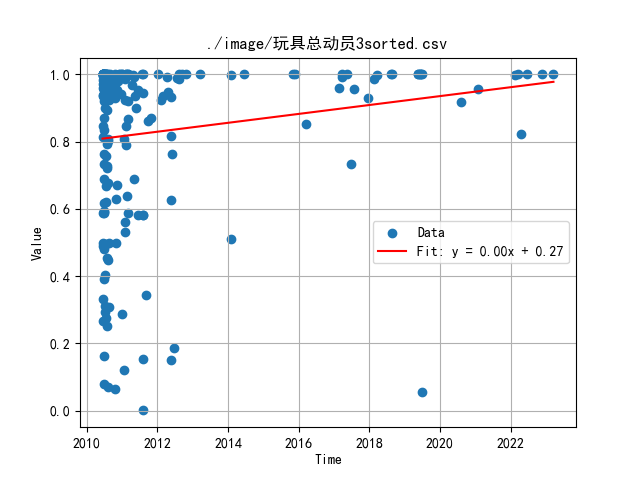 ./image/玩具总动员3sorted.csv
1.0
0.8
0.6
0.4
0.2
0.0
Value
Data
Fit: y = 0.00x + 0.27
2010 2012 2014 2016 2018 2020 2022
Time